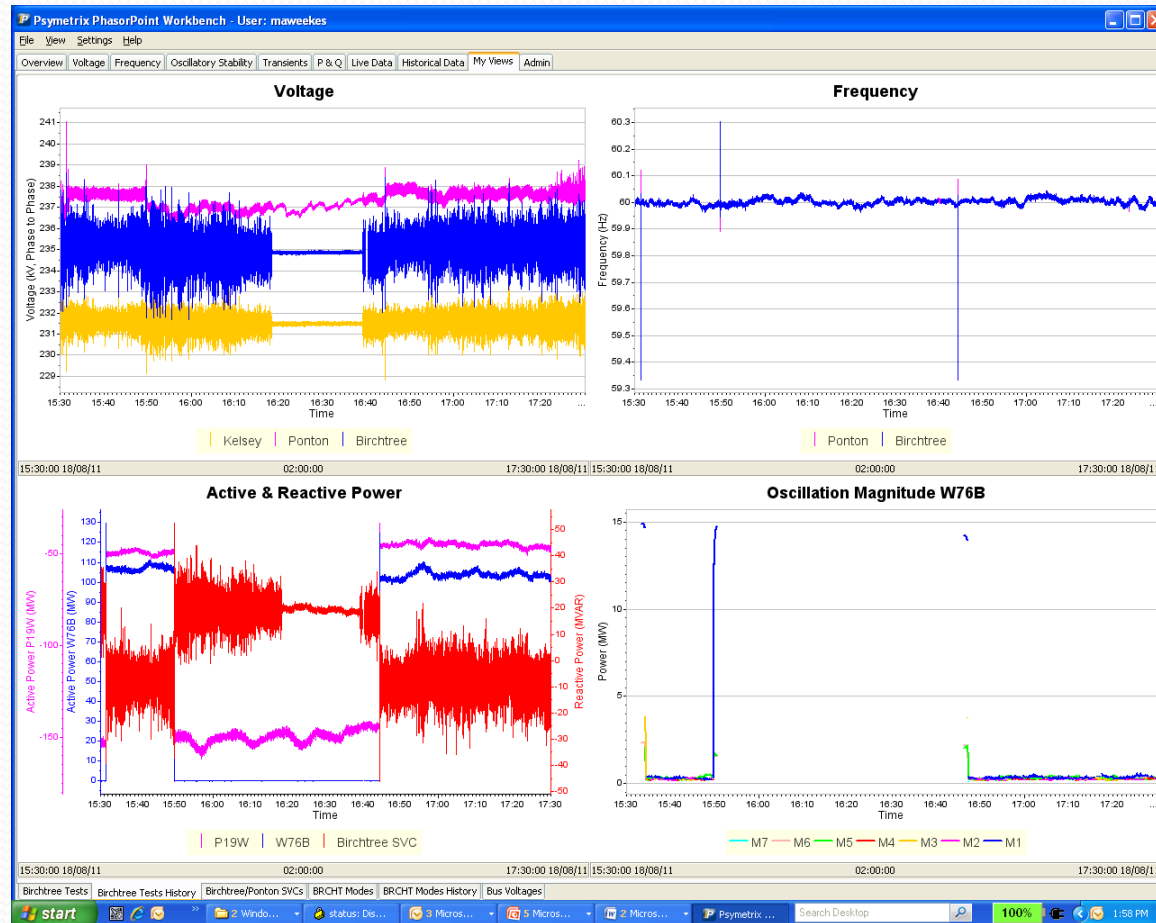 Psymetrix PhasorPoint Workbench - User: maweekes
File View Settings Help
Overview Voltage Frequency Oscillatory Stability Transients P & Q Live Data Historical Data My Views Admin
Voltage
Voltage (kV, Phase to Phase)
241
240
239
238
237
236
235
234
233
232
231
230
229
15:30 15:40 15:50 16:00 16:10 16:20 16:30 16:40 16:50 17:00 17:10 17:20 ...
Time
Kelsey Ponton Birchtree
15:30:00 18/08/11 02:00:00 17:30:00 18/08/11
Frequency
Frequency (Hz)
60.3
60.2
60.1
60
59.9
59.8
59.7
59.6
59.5
59.4
59.3
15:30 15:40 15:50 16:00 16:10 16:20 16:30 16:40 16:50 17:00 17:10 17:20 ...
Time
Ponton Birchtree
15:30:00 18/08/11 02:00:00 17:30:00 18/08/11
Active & Reactive Power
Active Power P19W (MW)
-50
-100
-150
Active Power W76B (MW)
130
120
110
100
90
80
70
60
50
40
30
20
10
0
Reactive Power (MVAR)
50
40
30
20
10
0
-10
-20
-30
-40
-50
15:30 15:40 15:50 16:00 16:10 16:20 16:30 16:40 16:50 17:00 17:10 17:20 17:30
Time
P19W W76B Birchtree SVC
15:30:00 18/08/11 02:00:00 17:30:00 18/08/11
Oscillation Magnitude W76B
Power (MW)
15
10
5
0
15:30 15:40 15:50 16:00 16:10 16:20 16:30 16:40 16:50 17:00 17:10 17:20 ...
Time
M7 M6 M5 M4 M3 M2 M1
15:30:00 18/08/11 02:00:00 17:30:00 18/08/11
Birchtree Tests Birchtree Tests History Birchtree/Ponton SVCs BRCHT Modes BRCHT Modes History Bus Voltages
start 2 Windo... status: Dis... 3 Micros... 5 Micros... 2 Micros... Psymetrix ... Search Desktop 100% 1:58 PM